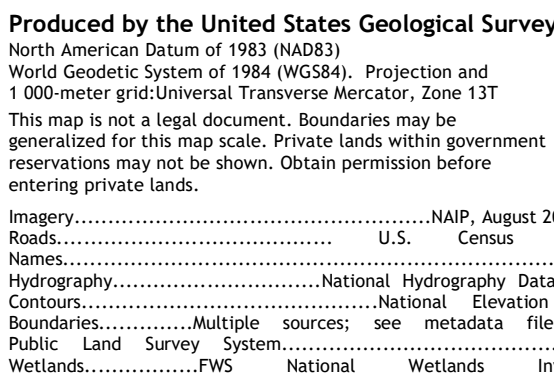 Produced by the United States Geological Survey
North American Datum of 1983 (NAD83)
World Geodetic System of 1984 (WGS84). Projection and
1 000-meter grid:Universal Transverse Mercator, Zone 13T
This map is not a legal document. Boundaries may be
generalized for this map scale. Private lands within government
reservations may not be shown. Obtain permission before
entering private lands.
Imagery..................................................NAIP, August
Roads....................................... U.S. Census
Names..................................................................
Hydrography.............................National Hydrography
Contours..........................................National Elevation
Boundaries..............Multiple sources; see metadata
Public Land Survey System.......................................
Wetlands................FWS National Wetlands